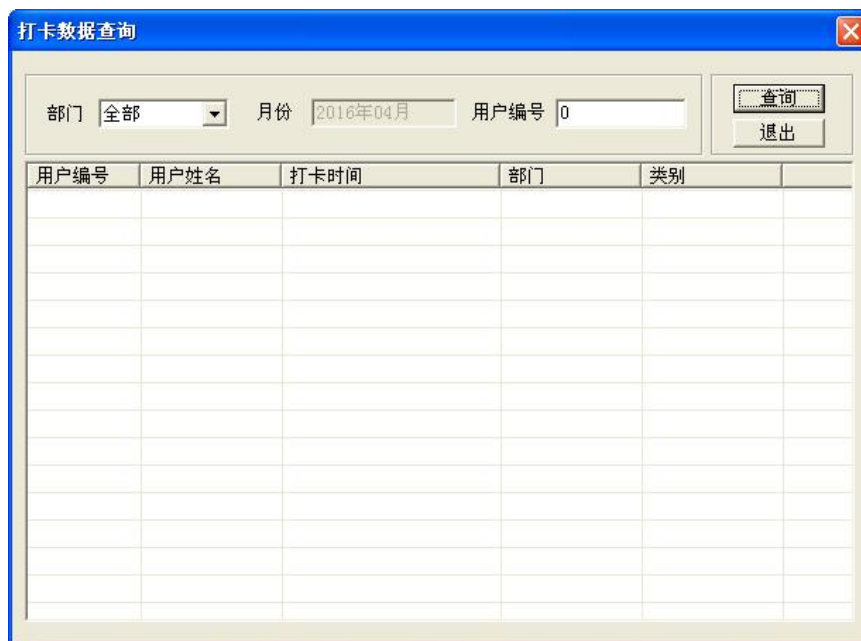 打卡数据查询
部门 全部 月份 2016年04月 用户编号 0 查询
退出
用户编号 用户姓名 打卡时间 部门 类别